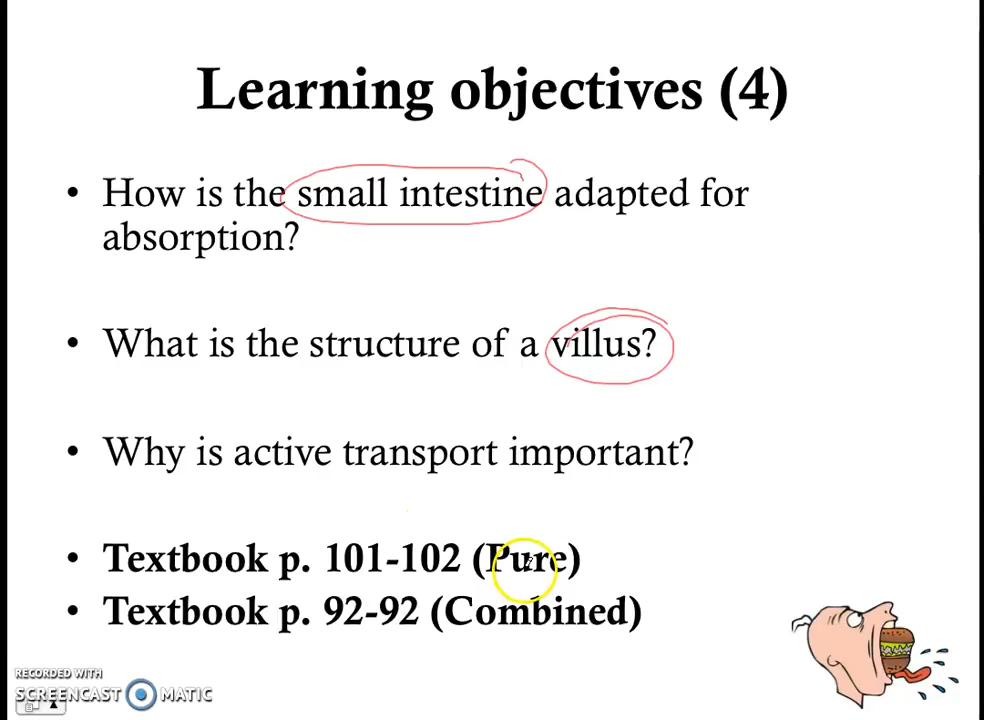 Learning objectives (4)
• How is the small intestine adapted for
absorption?
• What is the structure of a villus?
• Why is active transport important?
• Textbook p. 101-102 (Pure)
• Textbook p. 92-92 (Combined)
RECORDED WITH
SCREENCAST MATIC